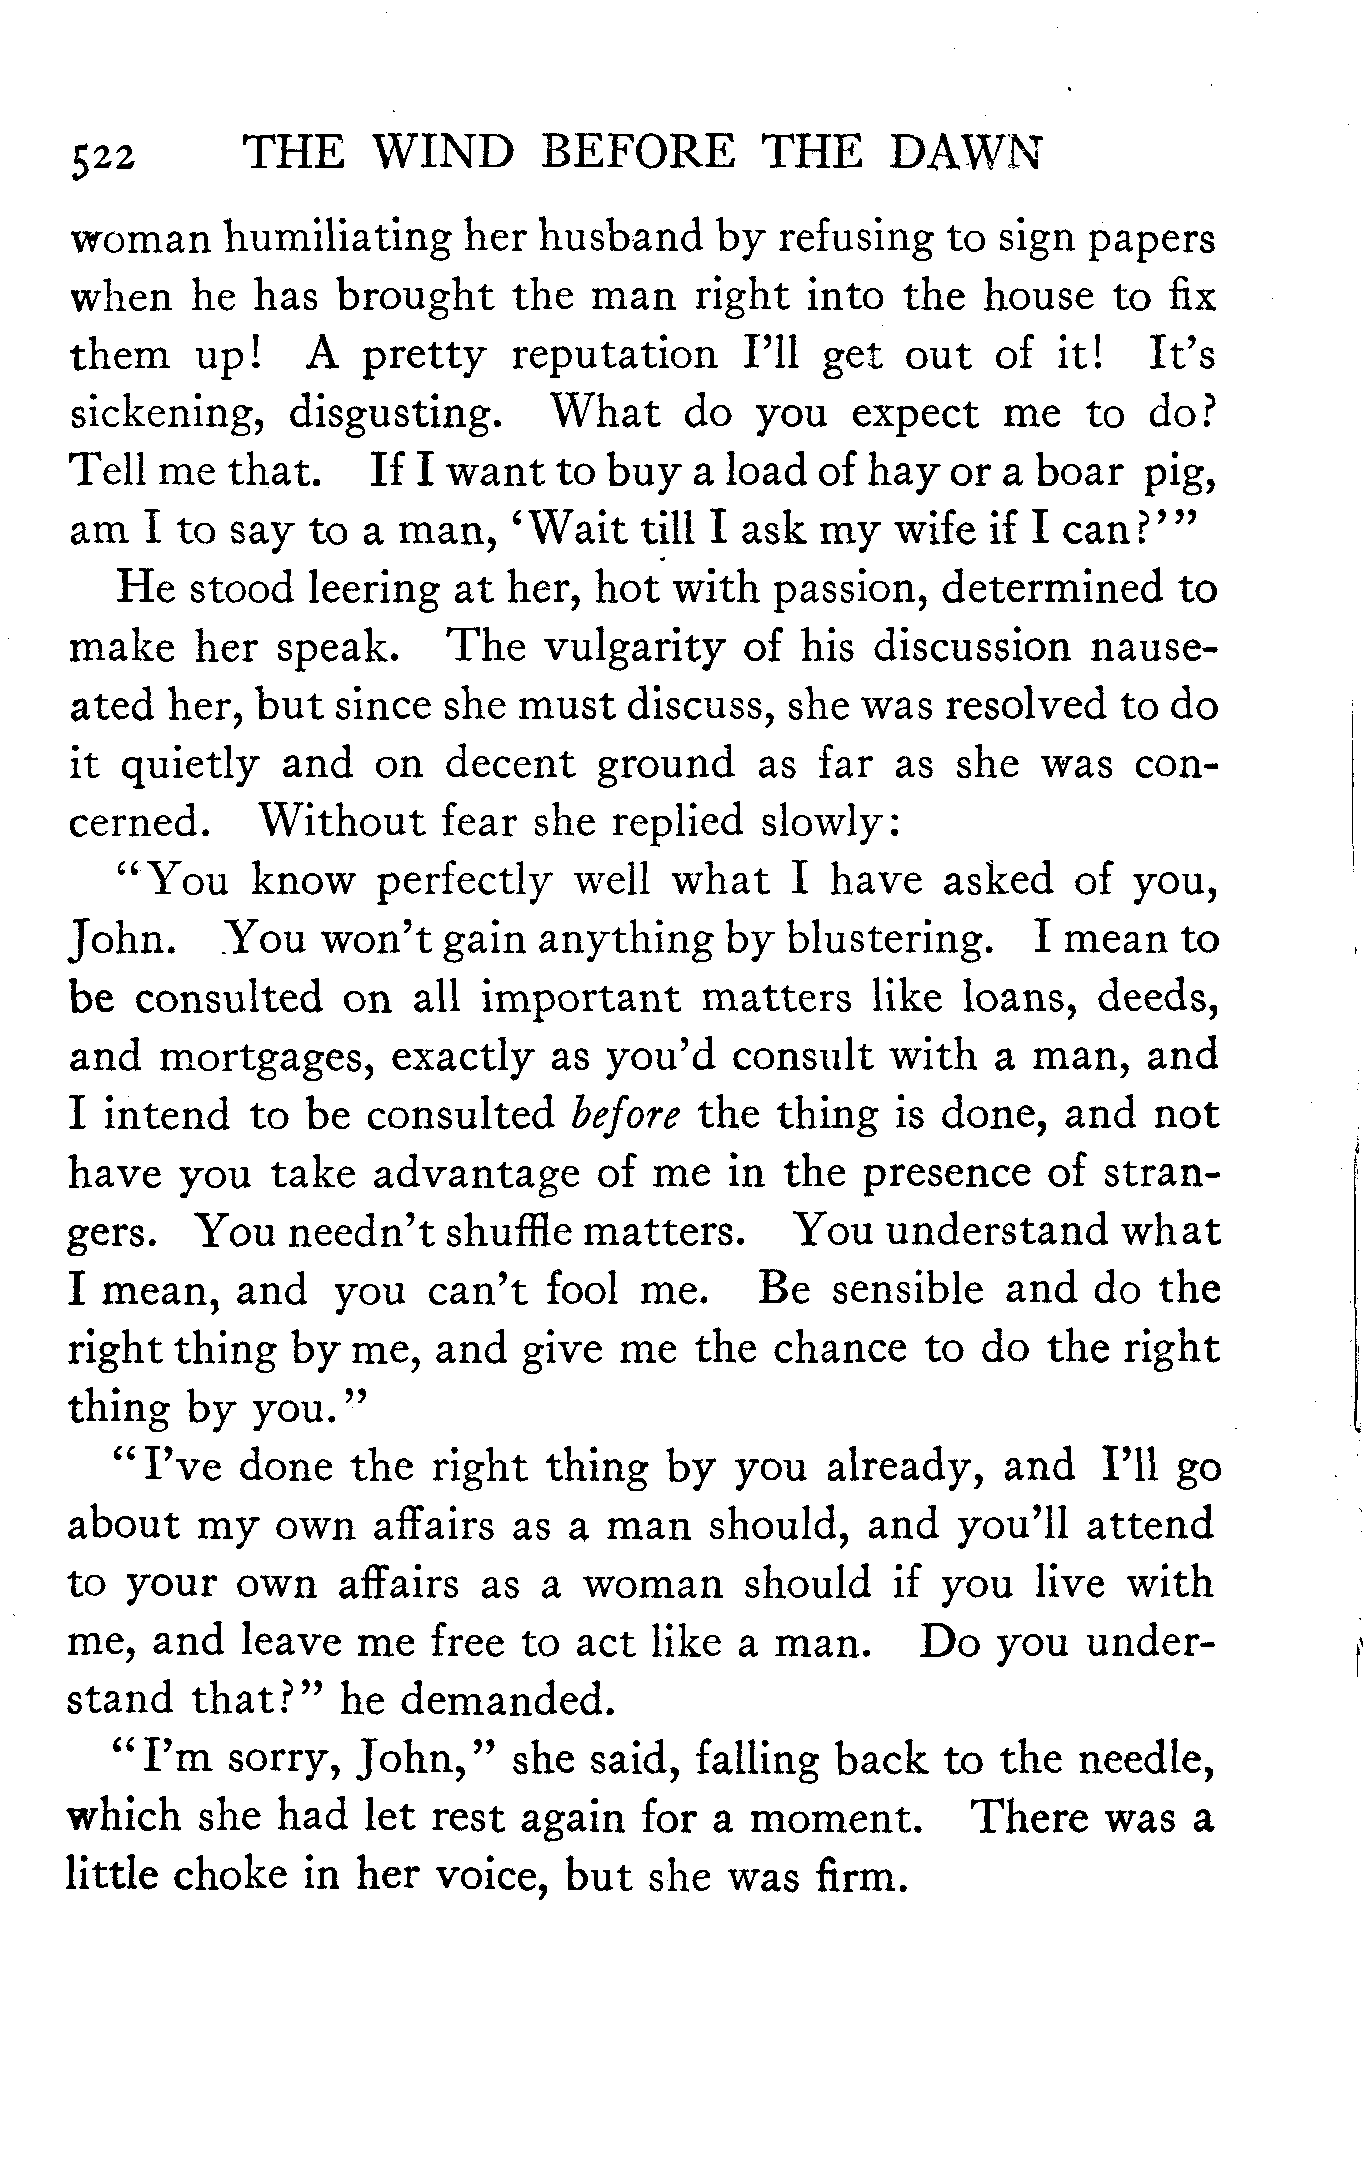 522 THE WIND BEFORE THE DAWN
woman humiliating her husband by refusing to sign papers
when he has brought the man right into the house to fix
them up! A pretty reputation I'll get out of it! It's
sickening, disgusting. What do you expect me to do?
Tell me that. If I want to buy a load of hay or a boar pig,
am I to say to a man, 'Wait till I ask my wife if I can?'"
He stood leering at her, hot with passion, determined to
make her speak. The vulgarity of his discussion nause-
ated her, but since she must discuss, she was resolved to do
it quietly and on decent ground as far as she was con-
cerned. Without fear she replied slowly:
"You know perfectly well what I have asked of you,
John. You won't gain anything by blustering. I mean to
be consulted on all important matters like loans, deeds,
and mortgages, exactly as you'd consult with a man, and
I intend to be consulted before the thing is done, and not
have you take advantage of me in the presence of stran-
gers. You needn't shuffle matters. You understand what
I mean, and you can't fool me. Be sensible and do the
right thing by me, and give me the chance to do the right
thing by you."
"I've done the right thing by you already, and I'll go
about my own affairs as a man should, and you'll attend
to your own affairs as a woman should if you live with
me, and leave me free to act like a man. Do you under-
stand that?" he demanded.
"I'm sorry, John," she said, falling back to the needle,
which she had let rest again for a moment. There was a
little choke in her voice, but she was firm.